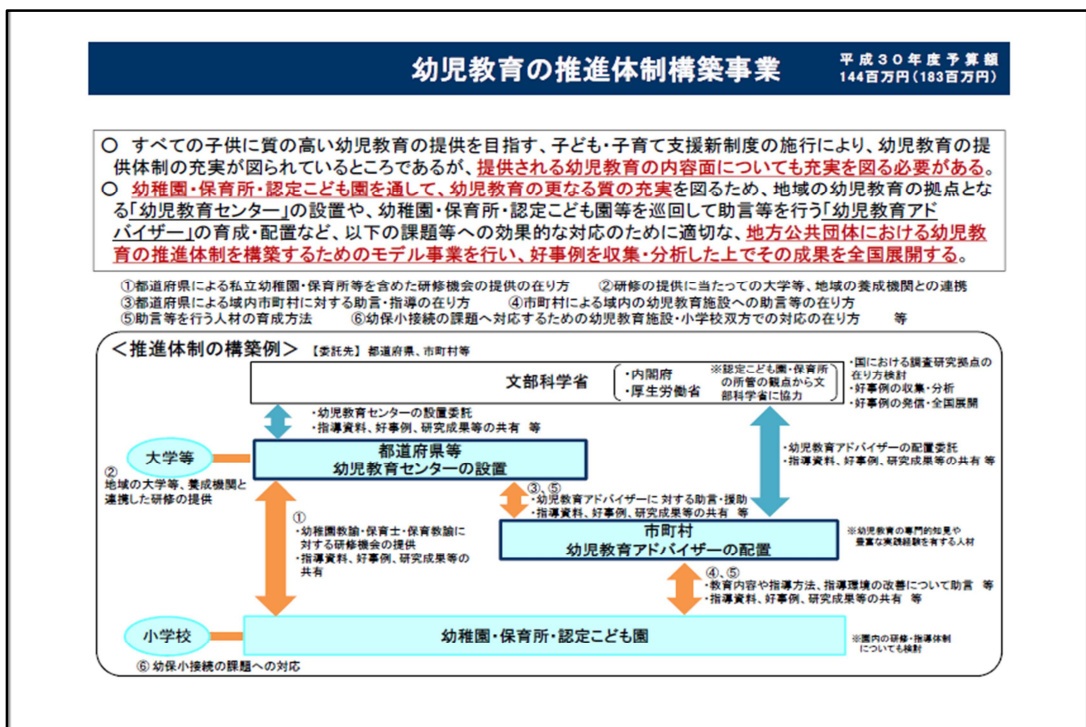 幼児教育の推進体制構築事業
平成30年度予算額
144百万円(183百万円)
○ すべての子供に質の高い幼児教育の提供を目指す、子ども・子育て支援新制度の施行により、幼児教育の提
供体制の充実が図られているところであるが、提供される幼児教育の内容面についても充実を図る必要がある。
○ 幼稚園・保育所・認定こども園を通して、幼児教育の更なる質の充実を図るため、地域の幼児教育の拠点とな
る「幼児教育センター」の設置や、幼稚園・保育所・認定こども園等を巡回して助言等を行う「幼児教育アド
バイザー」の育成・配置など、以下の課題等への効果的な対応のために適切な、地方公共団体における幼児教
育の推進体制を構築するためのモデル事業を行い、好事例を収集・分析した上でその成果を全国展開する。
①都道府県による私立幼稚園・保育所等を含めた研修機会の提供の在り方 ②研修の提供に当たっての大学等、地域の養成機関との連携
③都道府県による域内市町村に対する助言・指導の在り方 ④市町村による域内の幼児教育施設への助言等の在り方
⑤助言等を行う人材の育成方法 ⑥幼保小接続の課題へ対応するための幼児教育施設・小学校双方での対応の在り方 等
<推進体制の構築例> 【委託先】 都道府県、市町村等
文部科学省
・内閣府
・厚生労働省
※認定こども園・保育所
の所管の観点から文
部科学省に協力
・国における調査研究拠点の
在り方検討
・好事例の収集・分析
・好事例の発信・全国展開
・幼児教育センターの設置委託
・指導資料、好事例、研究成果等の共有 等
大学等
都道府県等
幼児教育センターの設置
・幼児教育アドバイザーの配置委託
・指導資料、好事例、研究成果等の共有 等
②
地域の大学等、養成機関と
連携した研修の提供
③、⑤
・幼児教育アドバイザーに対する助言・援助
・指導資料、好事例、研究成果等の共有 等
①
・幼稚園教諭・保育士・保育教諭に
対する研修機会の提供
・指導資料、好事例、研究成果等の
共有
市町村
幼児教育アドバイザーの配置
※幼児教育の専門的知見や
豊富な実践経験を有する人材
④、⑤
・教育内容や指導方法、指導環境の改善について助言 等
・指導資料、好事例、研究成果等の共有 等
小学校
幼稚園・保育所・認定こども園
※園内の研修・指導体制
についても検討
⑥ 幼保小接続の課題への対応